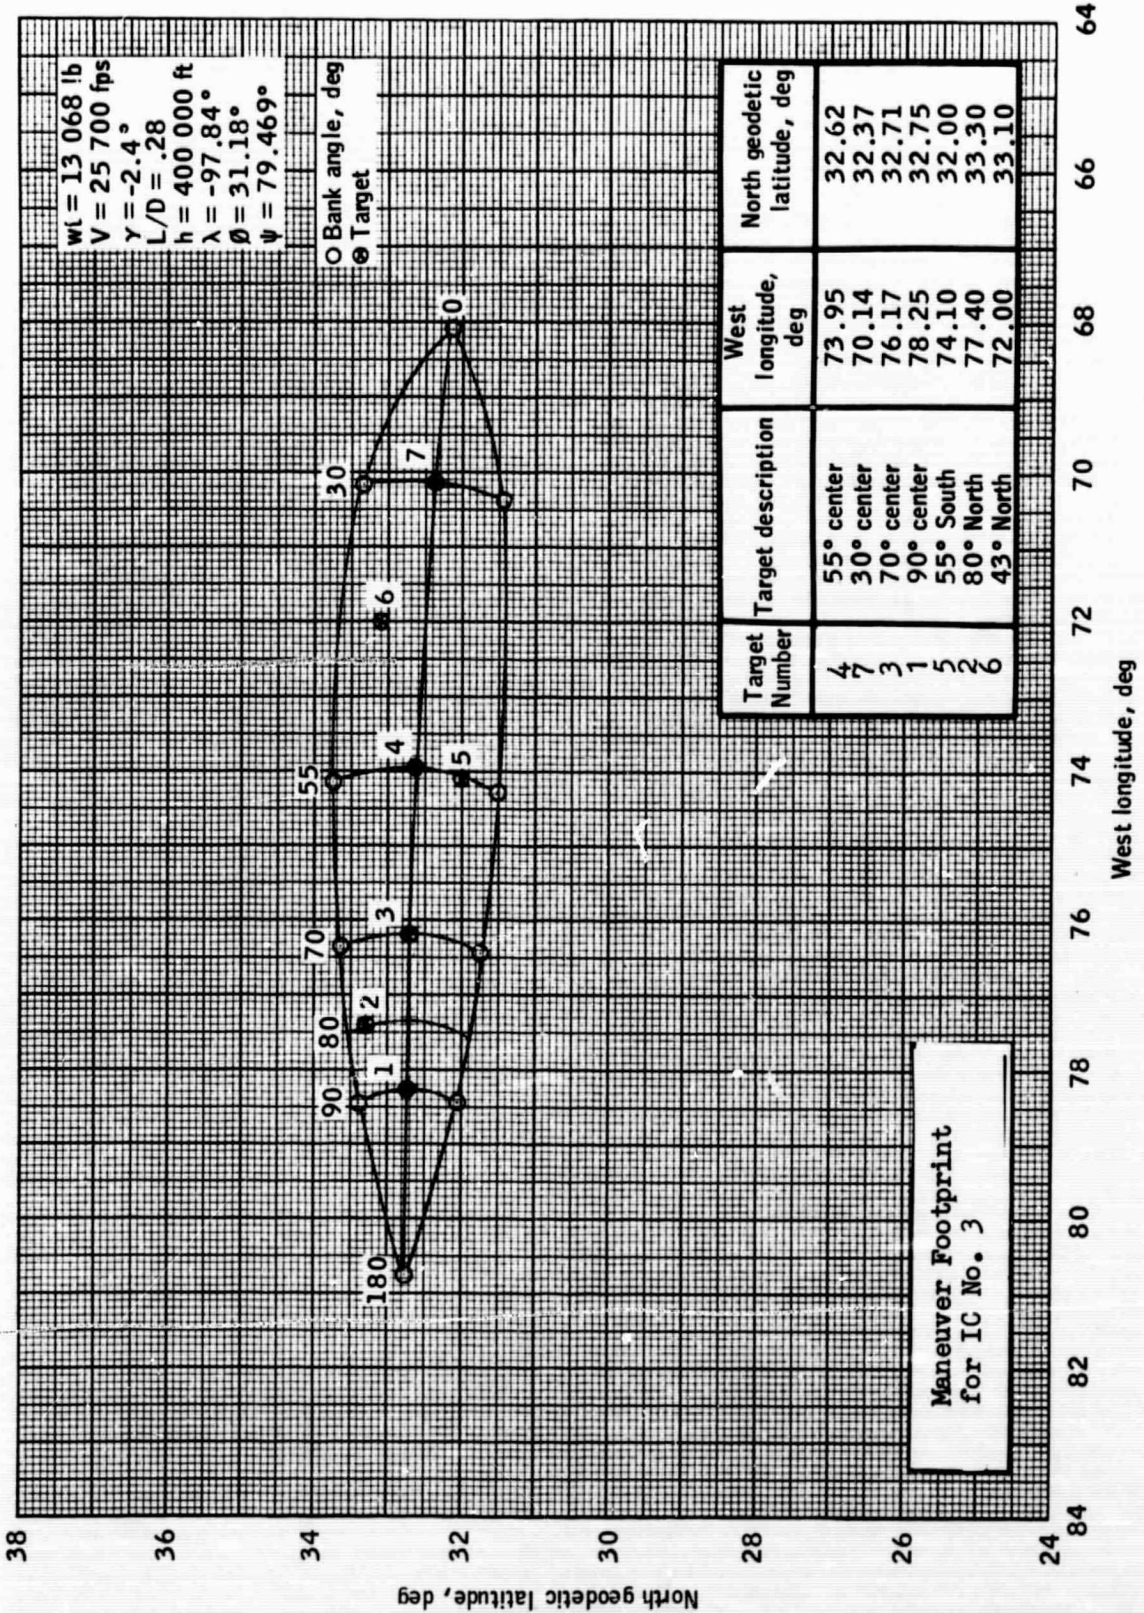 wt = 13 068 lb
V = 25 700 fps
γ = -2.4°
L/D = .28
h = 400 000 ft
λ = -97.84°
Ø = 31.18°
ψ = 79.469°
O Bank angle, deg
⊗ Target
North geodetic latitude, deg
38
36
34
32
30
28
26
24
180
90
80
70
55
30
0
1
2
3
4
5
6
7
Target Number Target description West longitude, deg North geodetic latitude, deg
4 55° center 73.95 32.62
7 30° center 70.14 32.37
3 70° center 76.17 32.71
1 90° center 78.25 32.75
5 55° South 74.10 32.00
2 80° North 77.40 33.30
6 43° North 72.00 33.10
Maneuver Footprint
for IC No. 3
84 82 80 78 76 74 72 70 68 66 64
West longitude, deg